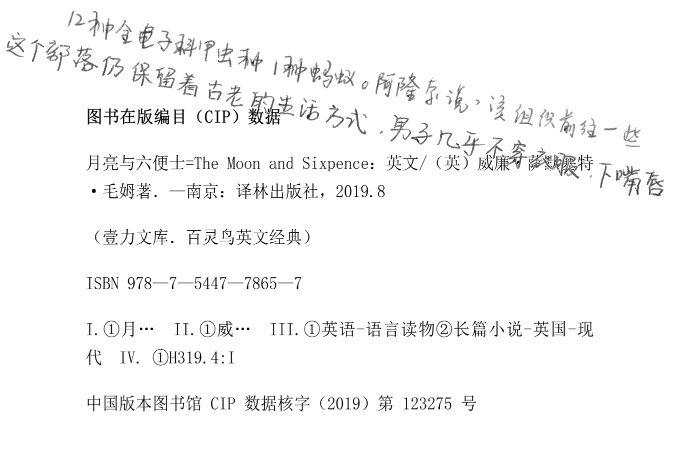 12种全电子科甲虫种1种蚂蚁。阿隆索说，该组织前往一些
这个部落仍保留着古老的生活方式．男子几乎不穿衣服．下嘴唇
图书在版编目（CIP）数据
月亮与六便士=The Moon and Sixpence：英文/（英）威廉·萨默塞特
·毛姆著．—南京：译林出版社，2019.8
（壹力文库．百灵鸟英文经典）
ISBN 978—7—5447—7865—7
I.①月… II.①威… III.①英语-语言读物②长篇小说-英国-现
代 IV. ①H319.4:I
中国版本图书馆 CIP 数据核字（2019）第 123275 号